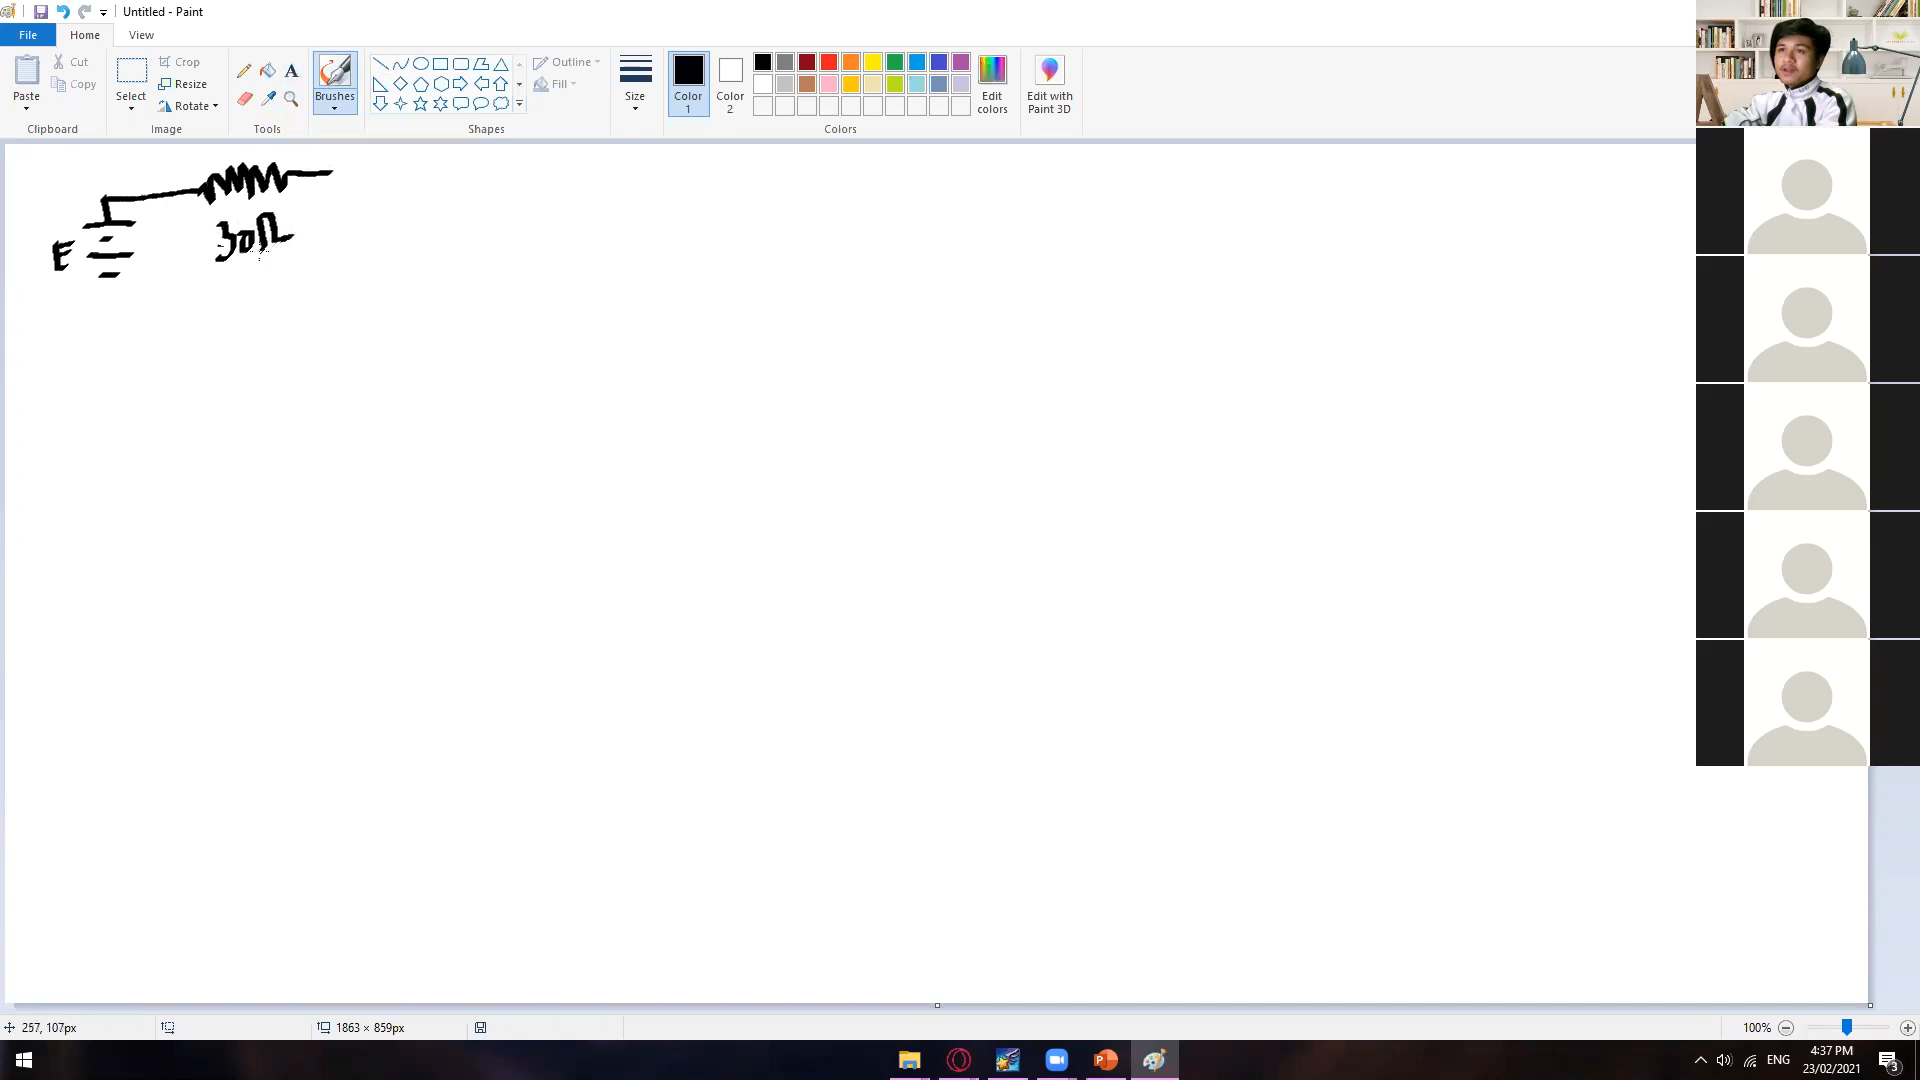 Untitled - Paint
File
Home
View
Paste
Cut
Copy
Clipboard
Select
Crop
Resize
Rotate
Image
A
Tools
Brushes
Outline
Fill
Shapes
Size
Color 1
Color 2
Edit colors
Colors
Edit with Paint 3D
30Ω
E
257, 107px
1863 × 859px
100%
ENG
4:37 PM
23/02/2021
3